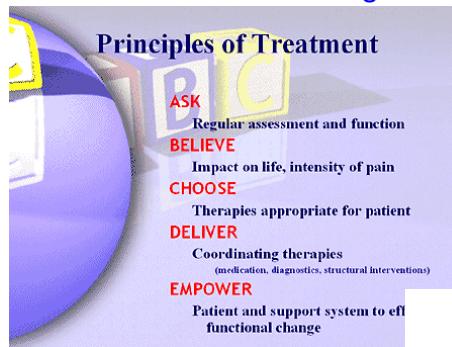 Principles of Treatment
ASK
Regular assessment and function
BELIEVE
Impact on life, intensity of pain
CHOOSE
Therapies appropriate for patient
DELIVER
Coordinating therapies
(medication, diagnostics, structural interventions)
EMPOWER
Patient and support system to
functional change
B C
C